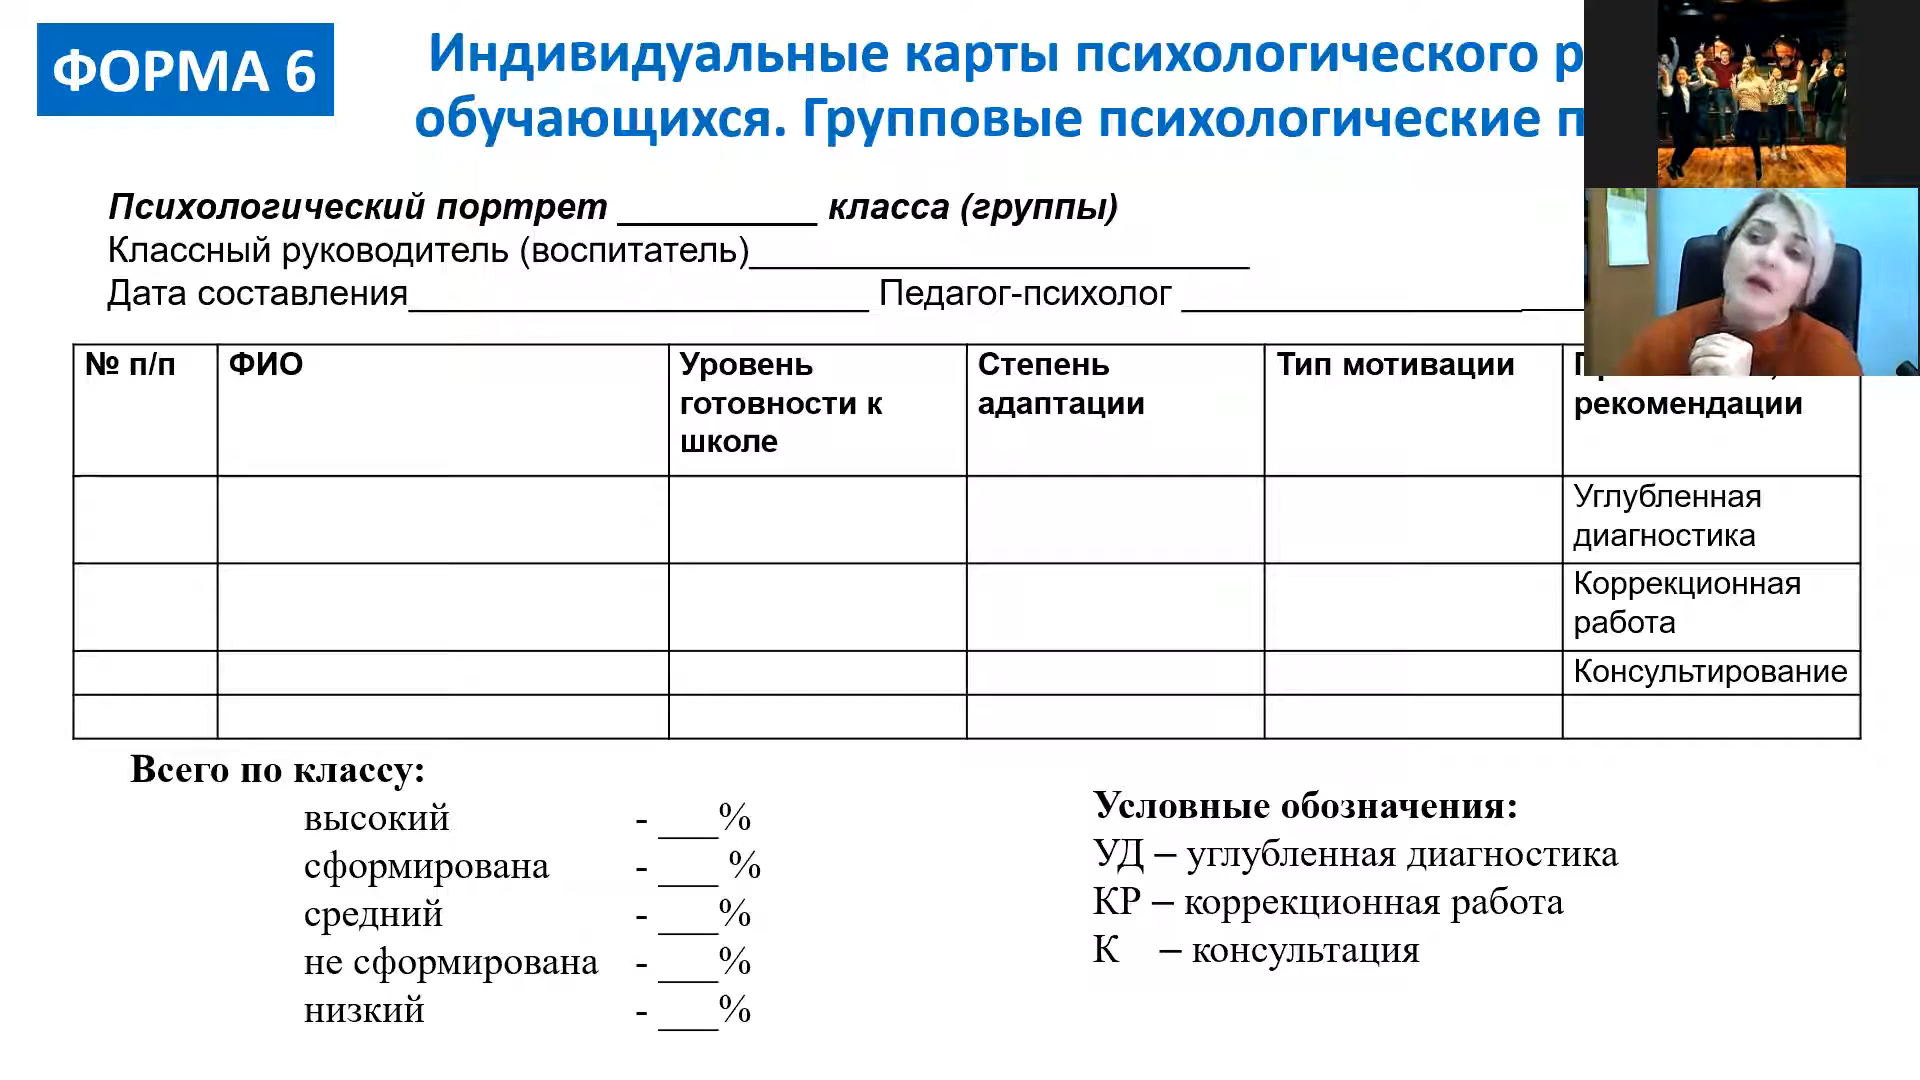 ФОРМА 6
Индивидуальные карты психологического
обучающихся. Групповые психологические
Психологический портрет __________ класса (группы)
Классный руководитель (воспитатель)_________________________
Дата составления_______________________ Педагог-психолог ____________________
№ п/п ФИО Уровень готовности к школе Степень адаптации Тип мотивации рекомендации
Углубленная
диагностика
Коррекционная
работа
Консультирование
Всего по классу:
высокий - ___%
сформирована - ___ %
средний - ___%
не сформирована - ___%
низкий - ___%
Условные обозначения:
УД – углубленная диагностика
КР – коррекционная работа
К – консультация